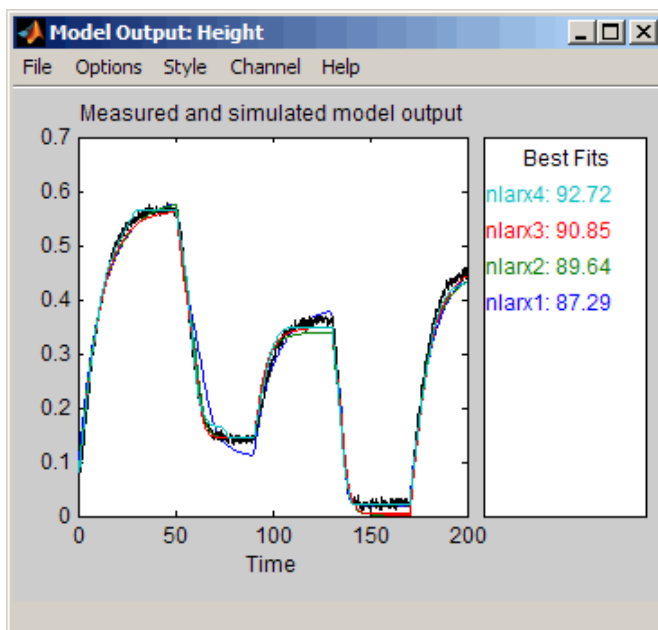 Model Output: Height
File Options Style Channel Help
Measured and simulated model output
0.7
0.6
0.5
0.4
0.3
0.2
0.1
0
0 50 100 150 200
Time
Best Fits
nlarx4: 92.72
nlarx3: 90.85
nlarx2: 89.64
nlarx1: 87.29